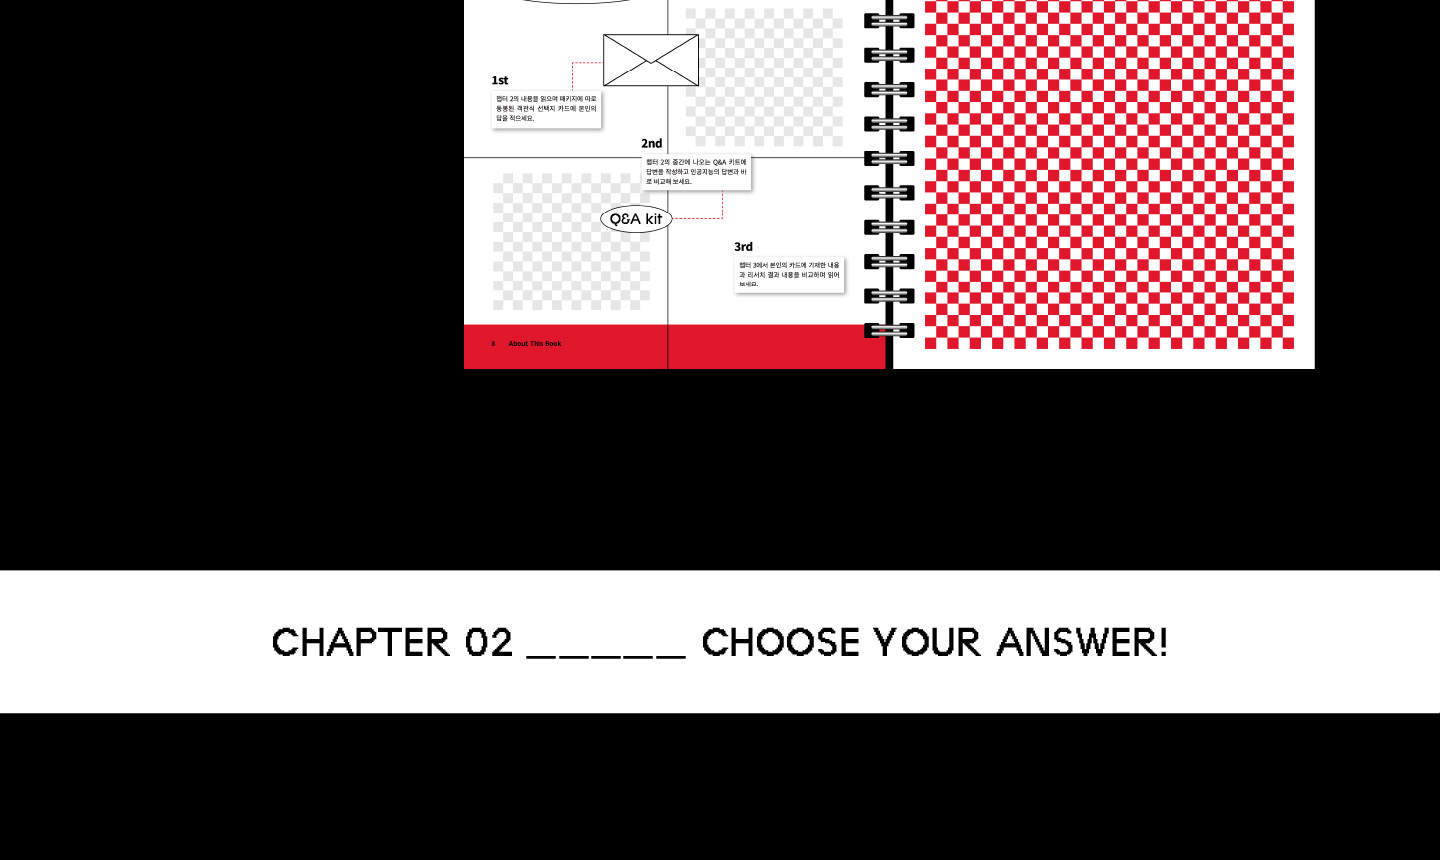 1st
챕터 2의 내용을 읽으며 패키지에 따로
동봉된 객관식 선택지 카드에 본인의
답을 적으세요.
2nd
챕터 2의 중간에 나오는 Q&A 키트에
답변을 작성하고 인공지능의 답변과 바
로 비교해 보세요.
Q&A kit
3rd
챕터 3에서 본인의 카드에 기재한 내용
과 리서치 결과 내용을 비교하며 읽어
보세요.
8 About This Book
CHAPTER 02 _____ CHOOSE YOUR ANSWER!